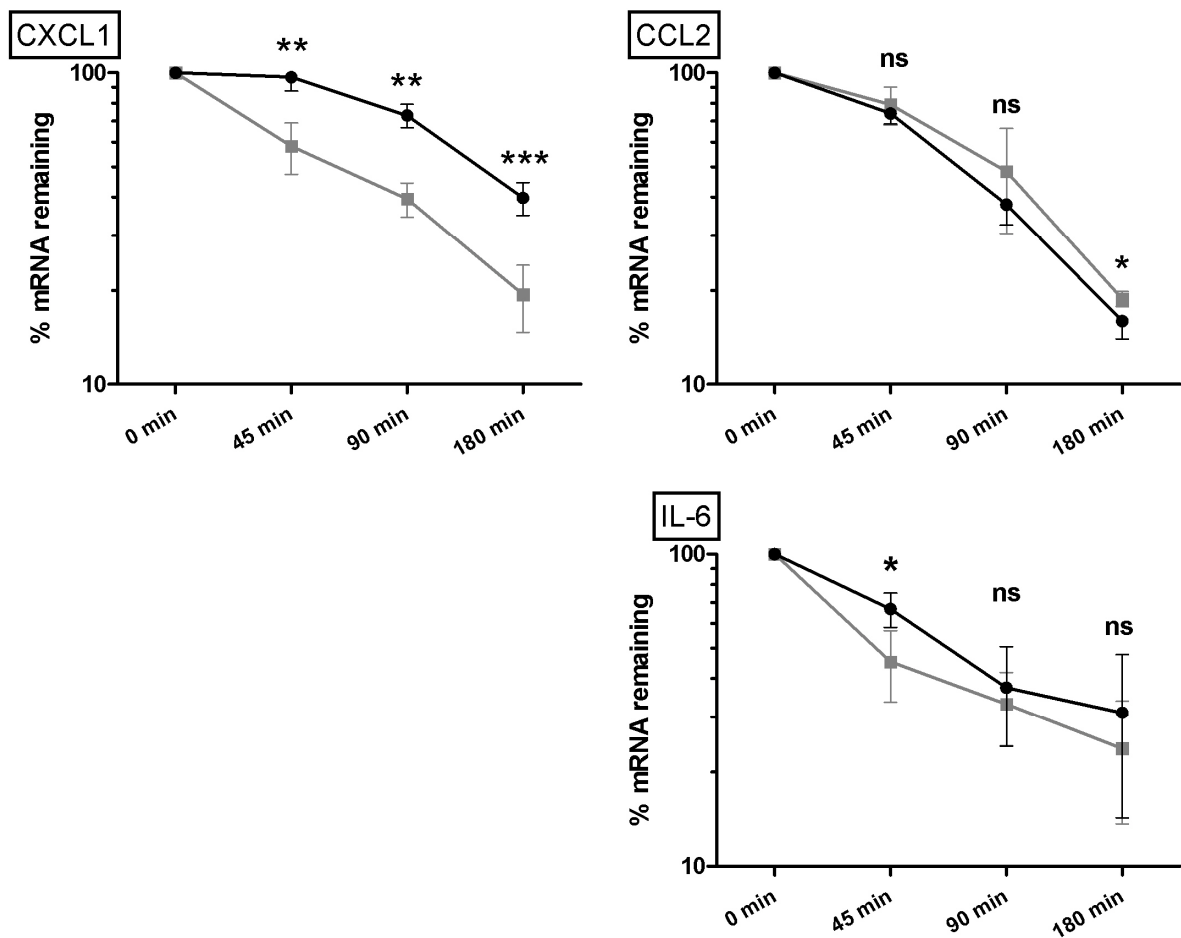 CXCL1
**
**
***
100
10
% mRNA remaining
0 min
45 min
90 min
180 min
CCL2
ns
ns
*
100
10
% mRNA remaining
0 min
45 min
90 min
180 min
IL-6
*
ns
ns
100
10
% mRNA remaining
0 min
45 min
90 min
180 min